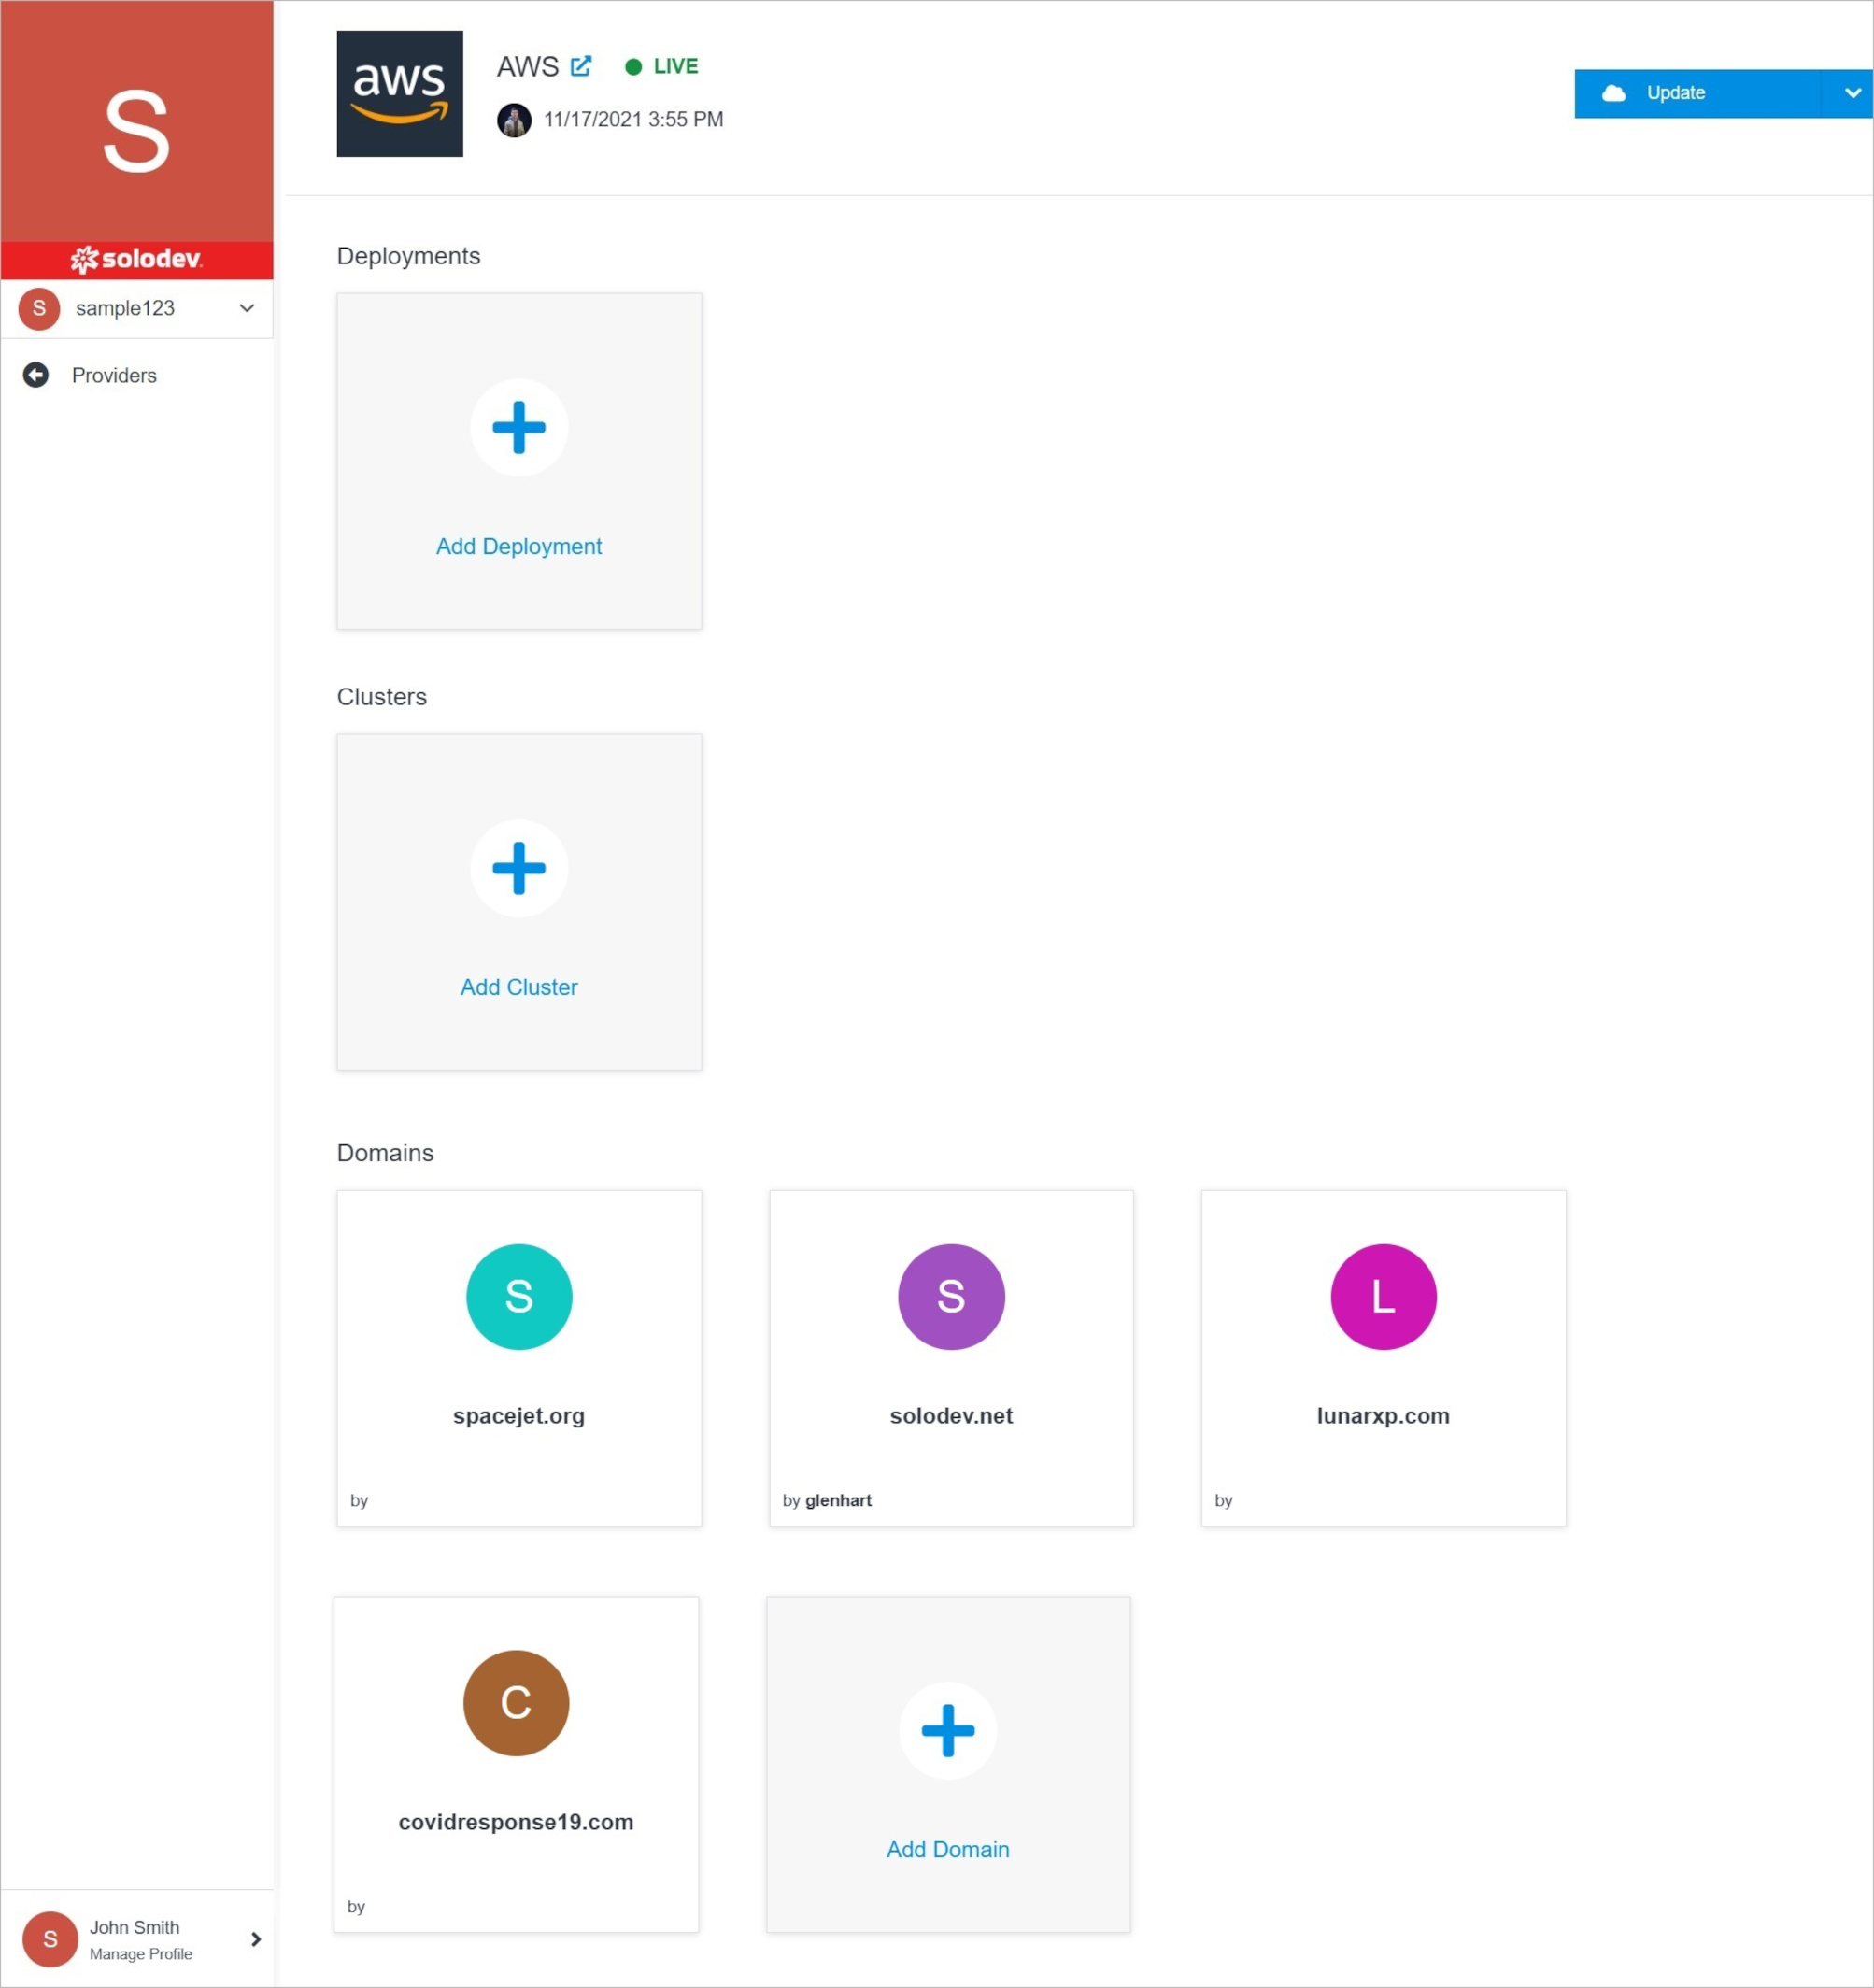 S
solodev
S sample123
Providers
aws
AWS LIVE
11/17/2021 3:55 PM
Update
Deployments
Add Deployment
Clusters
Add Cluster
Domains
S
spacejet.org
by
S
solodev.net
by glenhart
L
lunarxp.com
by
C
covidresponse19.com
by
Add Domain
S
John Smith
Manage Profile